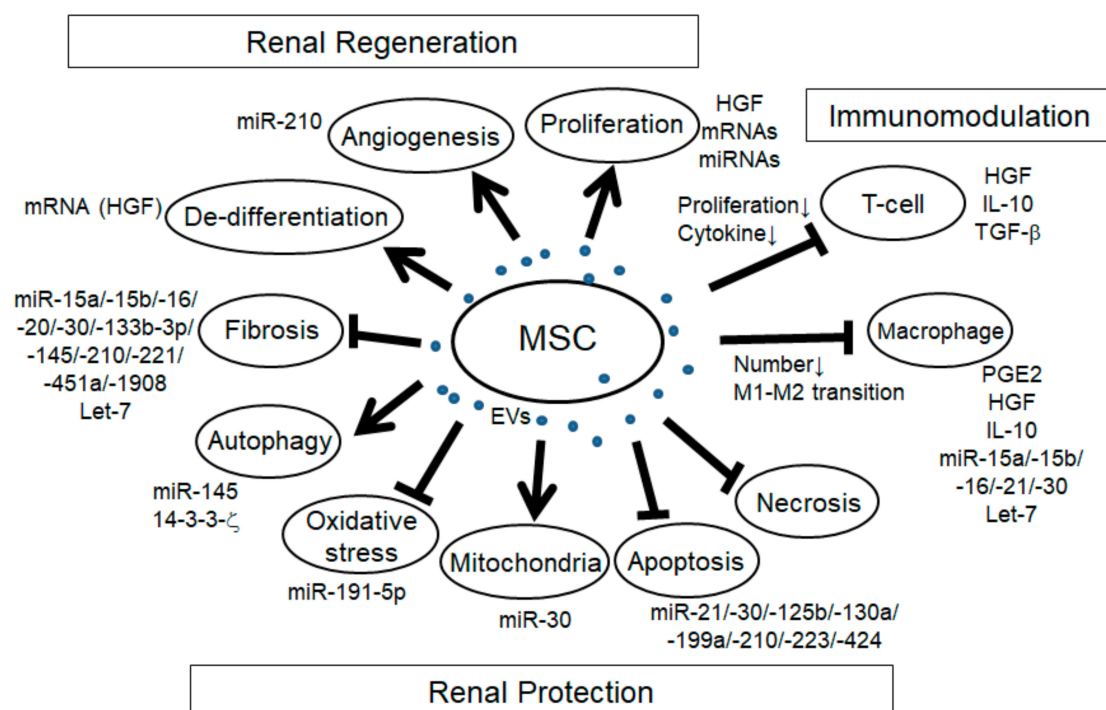 Renal Regeneration
miR-210
Angiogenesis
Proliferation
HGF
mRNAs
miRNAs
Immunomodulation
mRNA (HGF)
De-differentiation
Proliferation↓
Cytokine↓
T-cell
HGF
IL-10
TGF-β
miR-15a/-15b/-16/
-20/-30/-133b-3p/
-145/-210/-221/
-451a/-1908
Let-7
Fibrosis
MSC
EVs
Number↓
M1-M2 transition
Macrophage
PGE2
HGF
IL-10
miR-15a/-15b/
-16/-21/-30
Let-7
Autophagy
miR-145
14-3-3-ζ
Oxidative
stress
miR-191-5p
Mitochondria
miR-30
Apoptosis
miR-21/-30/-125b/-130a/
-199a/-210/-223/-424
Necrosis
Renal Protection